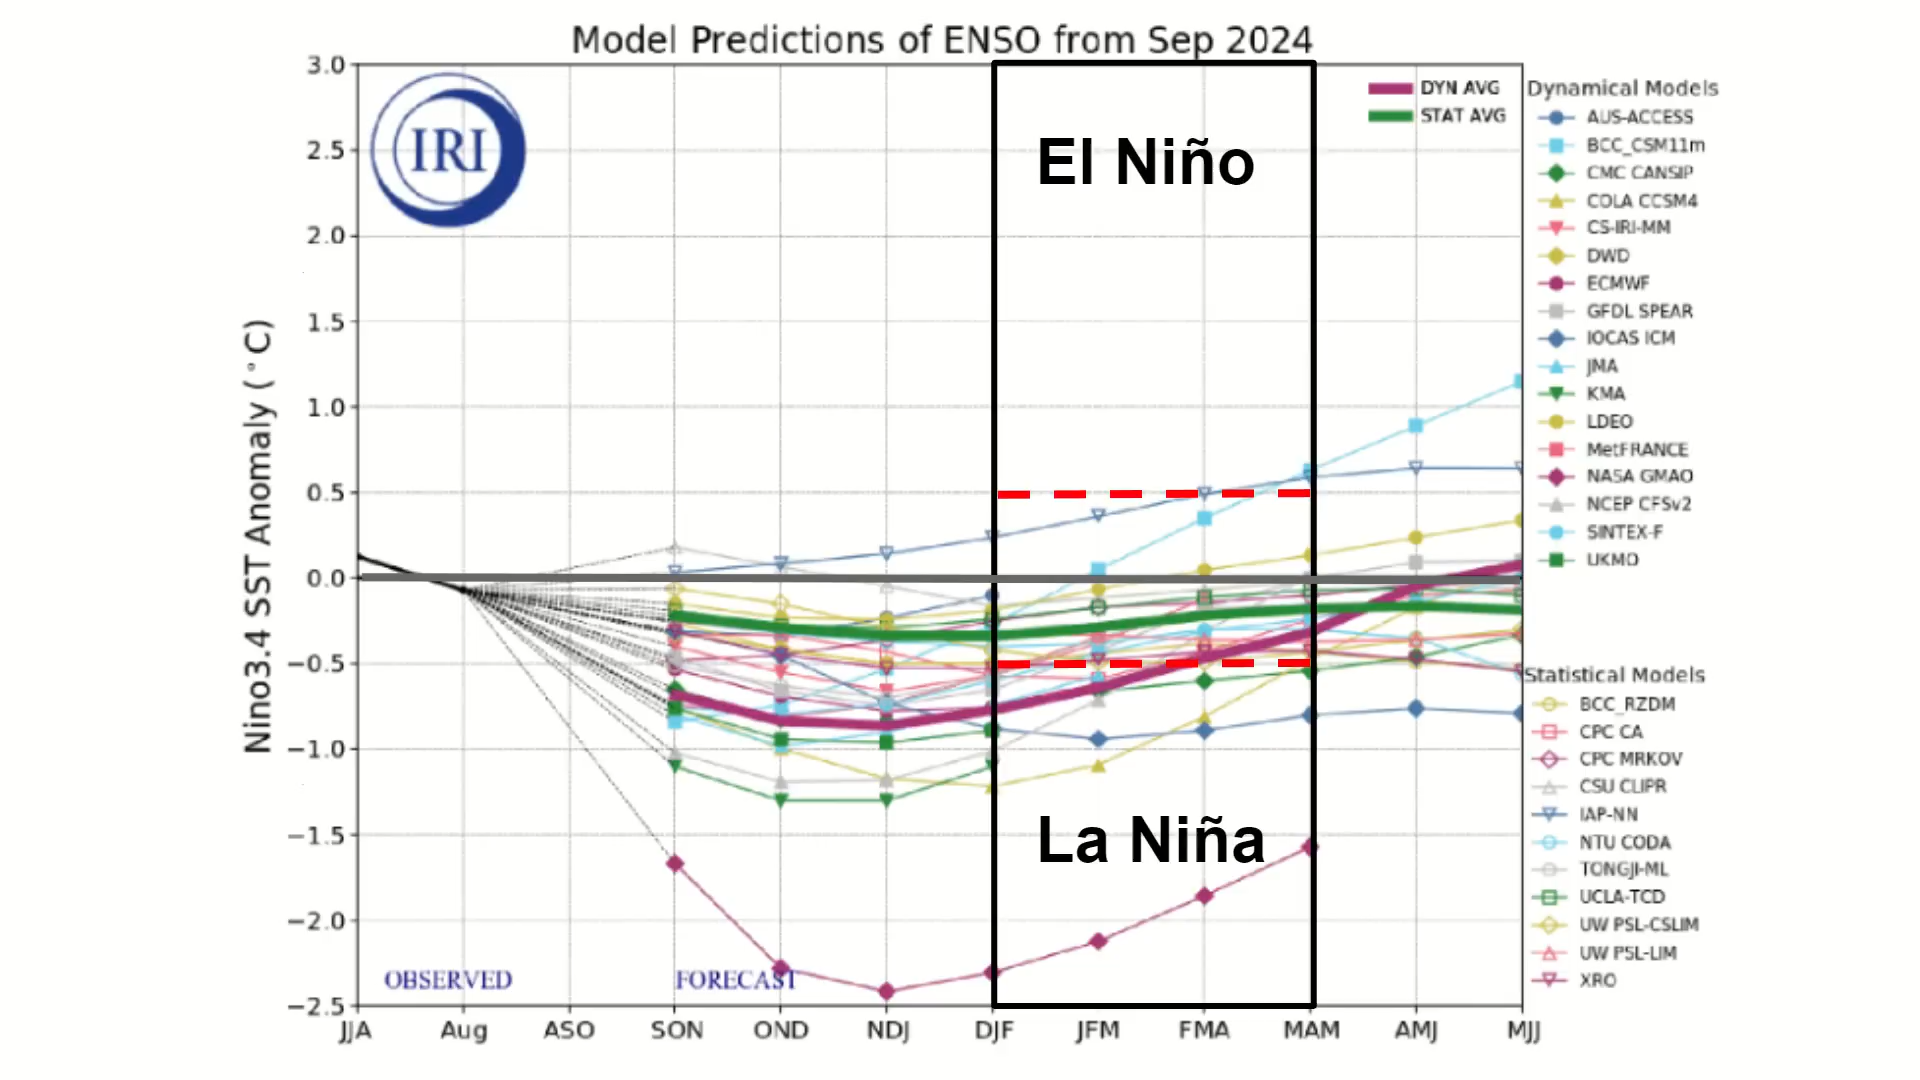 Model Predictions of ENSO from Sep 2024
IRI
El Niño
La Niña
DYN AVG
STAT AVG
Dynamical Models
AUS-ACCESS
BCC_CSM11m
CMC CANSIP
COLA CCSM4
CS-IRI-MM
DWD
ECMWF
GFDL SPEAR
IOCAS ICM
JMA
KMA
LDEO
MetFRANCE
NASA GMAO
NCEP CFSv2
SINTEX-F
UKMO
Statistical Models
BCC_RZDM
CPC CA
CPC MRKOV
CSU CLIPR
IAP-NN
NTU CODA
TONGJI-ML
UCLA-TCD
UW PSL-CSLIM
UW PSL-LIM
XRO
Nino3.4 SST Anomaly (°C)
3.0
2.5
2.0
1.5
1.0
0.5
0.0
−0.5
−1.0
−1.5
−2.0
−2.5
OBSERVED FORECAST
JJA Aug ASO SON OND NDJ DJF JFM FMA MAM AMJ MJJ